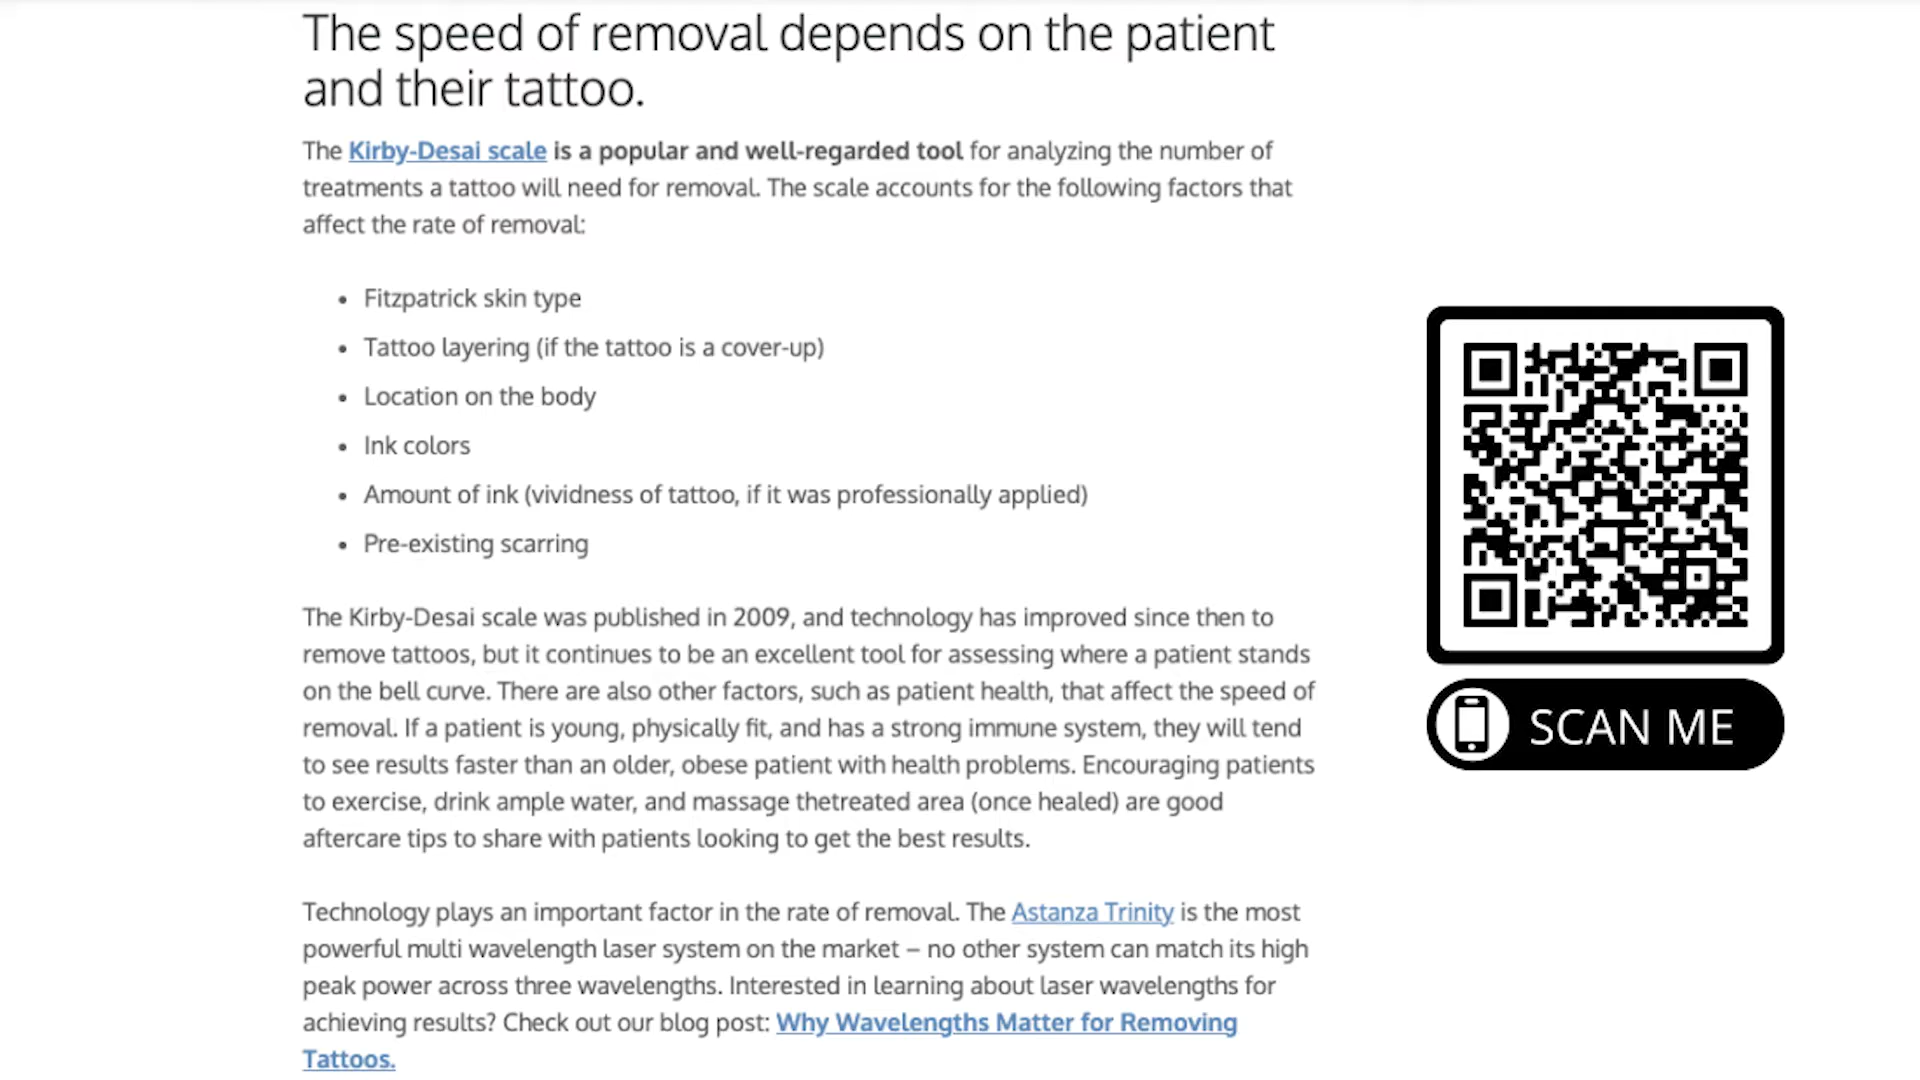 The speed of removal depends on the patient
and their tattoo.
The Kirby-Desai scale is a popular and well-regarded tool for analyzing the number of
treatments a tattoo will need for removal. The scale accounts for the following factors that
affect the rate of removal:
• Fitzpatrick skin type
• Tattoo layering (if the tattoo is a cover-up)
• Location on the body
• Ink colors
• Amount of ink (vividness of tattoo, if it was professionally applied)
• Pre-existing scarring
The Kirby-Desai scale was published in 2009, and technology has improved since then to
remove tattoos, but it continues to be an excellent tool for assessing where a patient stands
on the bell curve. There are also other factors, such as patient health, that affect the speed of
removal. If a patient is young, physically fit, and has a strong immune system, they will tend
to see results faster than an older, obese patient with health problems. Encouraging patients
to exercise, drink ample water, and massage thetreated area (once healed) are good
aftercare tips to share with patients looking to get the best results.
Technology plays an important factor in the rate of removal. The Astanza Trinity is the most
powerful multi wavelength laser system on the market – no other system can match its high
peak power across three wavelengths. Interested in learning about laser wavelengths for
achieving results? Check out our blog post: Why Wavelengths Matter for Removing
Tattoos.
SCAN ME